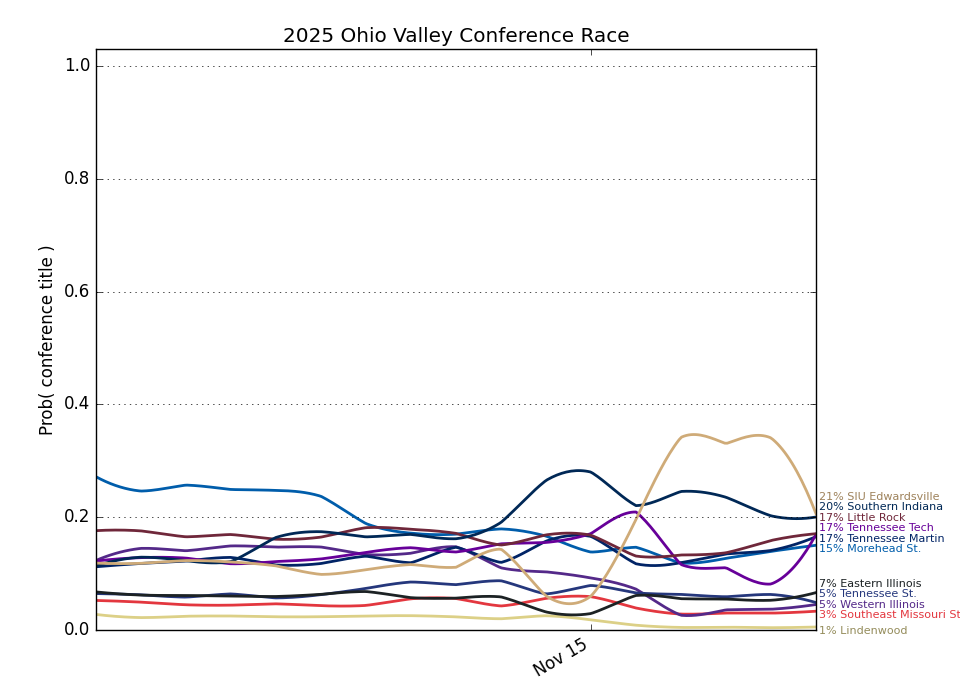 2025 Ohio Valley Conference Race
Prob( conference title )
1.0
0.8
0.6
0.4
0.2
0.0
Nov 15
21% SIU Edwardsville
20% Southern Indiana
17% Little Rock
17% Tennessee Tech
17% Tennessee Martin
15% Morehead St.
7% Eastern Illinois
5% Tennessee St.
5% Western Illinois
3% Southeast Missouri St
1% Lindenwood